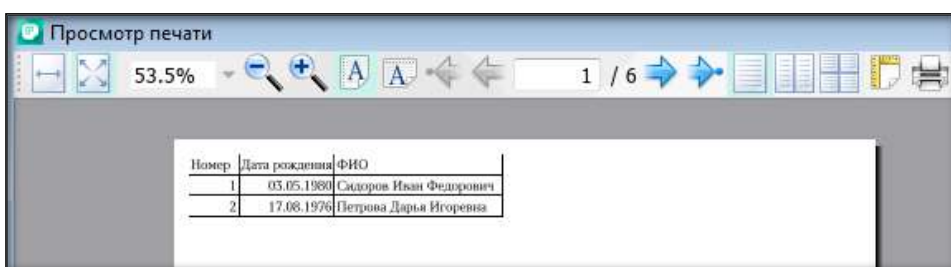 Просмотр печати
53.5% A A 1 / 6
Номер Дата рождения ФИО
1 03.05.1980 Сидоров Иван Федорович
2 17.08.1976 Петрова Дарья Игоревна